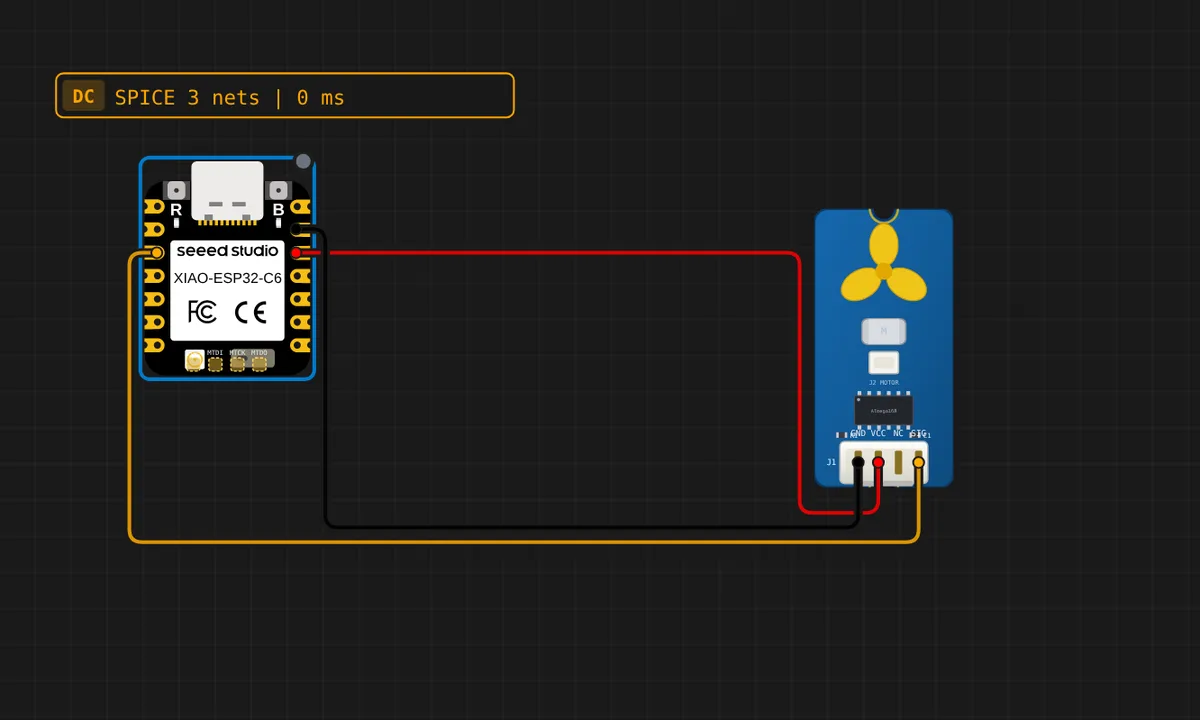 DC SPICE 3 nets | 0 ms
R B
seeed studio
XIAO-ESP32-C6
FC CE
MTDI MTCK MTDO
M
J2 MOTOR
GND VCC NC SIG
J1